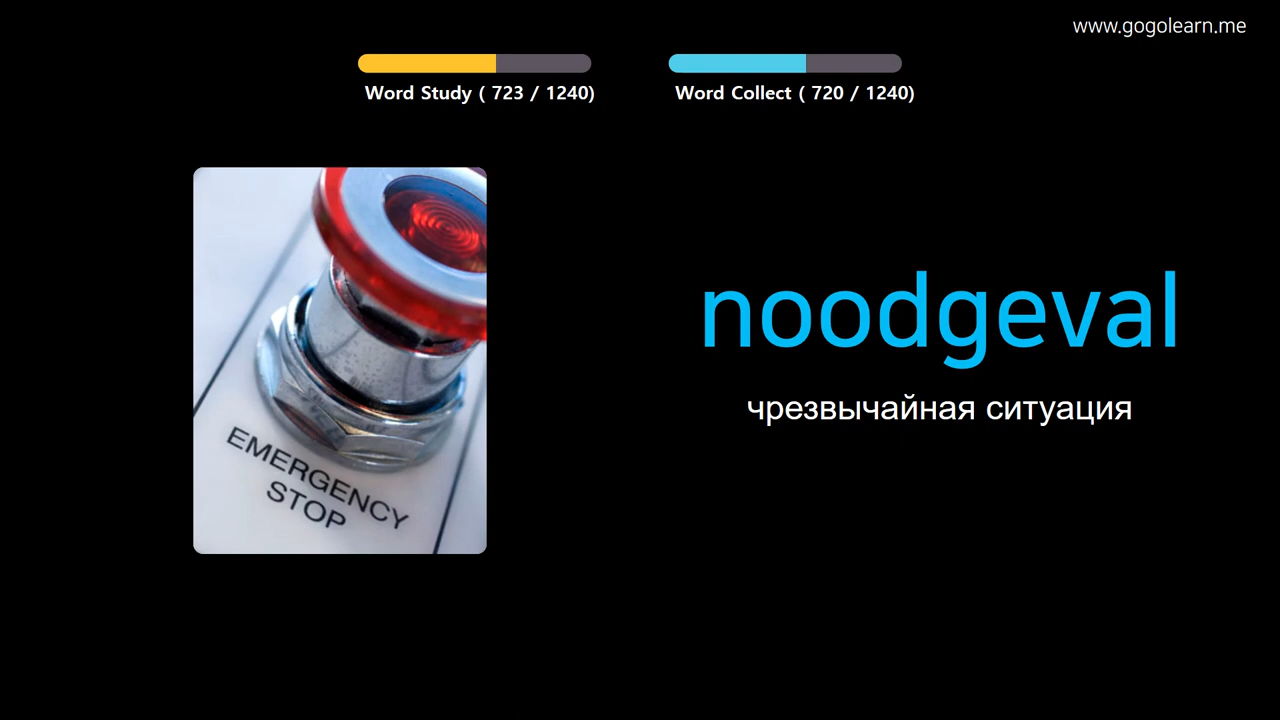 www.gogolearn.me
Word Study ( 723 / 1240)
Word Collect ( 720 / 1240)
EMERGENCY
STOP
noodgeval
чрезвычайная ситуация